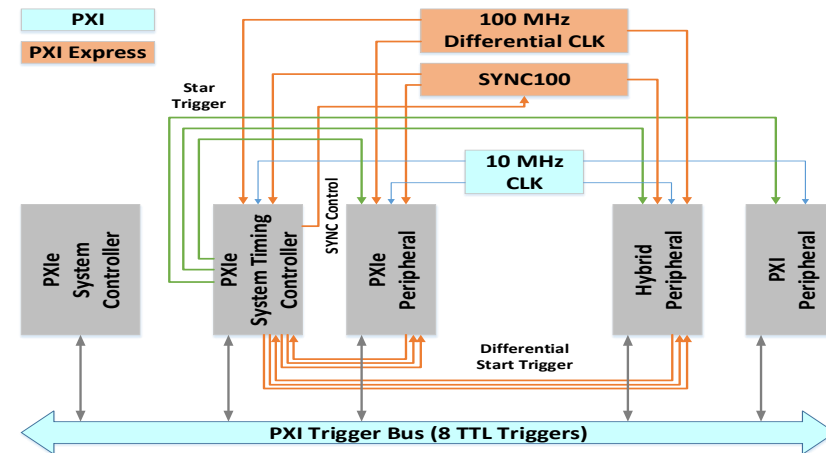 PXI
PXI Express
100 MHz
Differential CLK
SYNC100
Star
Trigger
10 MHz
CLK
SYNC Control
PXIe
System
Controller
PXIe
System Timing
Controller
PXIe
Peripheral
Hybrid
Peripheral
PXI
Peripheral
Differential
Start Trigger
PXI Trigger Bus (8 TTL Triggers)